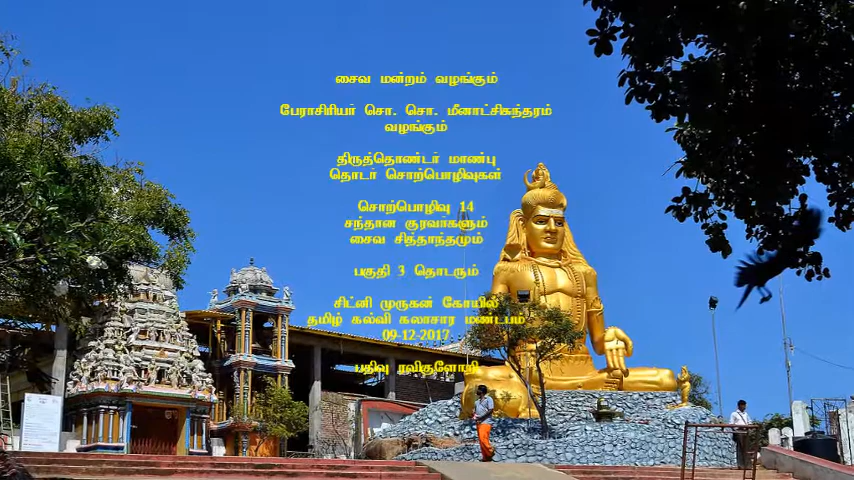 சைவ மன்றம் வழங்கும்
பேராசிரியர் சொ. சொ. மீனாட்சிசுந்தரம்
வழங்கும்
திருத்தொண்டர் மாண்பு
தொடர் சொற்பொழிவுகள்
சொற்பொழிவு 14
சந்தான குரவர்களும்
சைவ சித்தாந்தமும்
பகுதி 3 தொடரும்
சிட்னி முருகன் கோயில்
தமிழ் கல்வி கலாசார மண்டபம்
09-12-2017
பதிவு ரவிகுளோறி